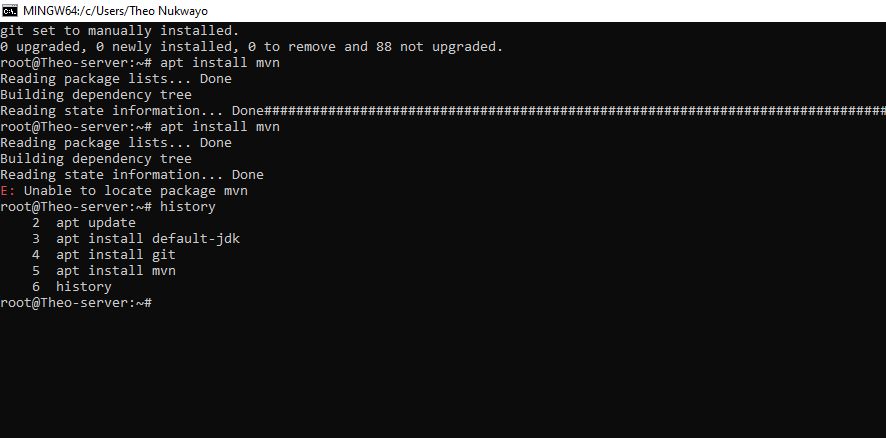 MINGW64:/c/Users/Theo Nukwayo
git set to manually installed.
0 upgraded, 0 newly installed, 0 to remove and 88 not upgraded.
root@Theo-server:~# apt install mvn
Reading package lists... Done
Building dependency tree
Reading state information... Done##############################################################################
root@Theo-server:~# apt install mvn
Reading package lists... Done
Building dependency tree
Reading state information... Done
E: Unable to locate package mvn
root@Theo-server:~# history
2 apt update
3 apt install default-jdk
4 apt install git
5 apt install mvn
6 history
root@Theo-server:~#